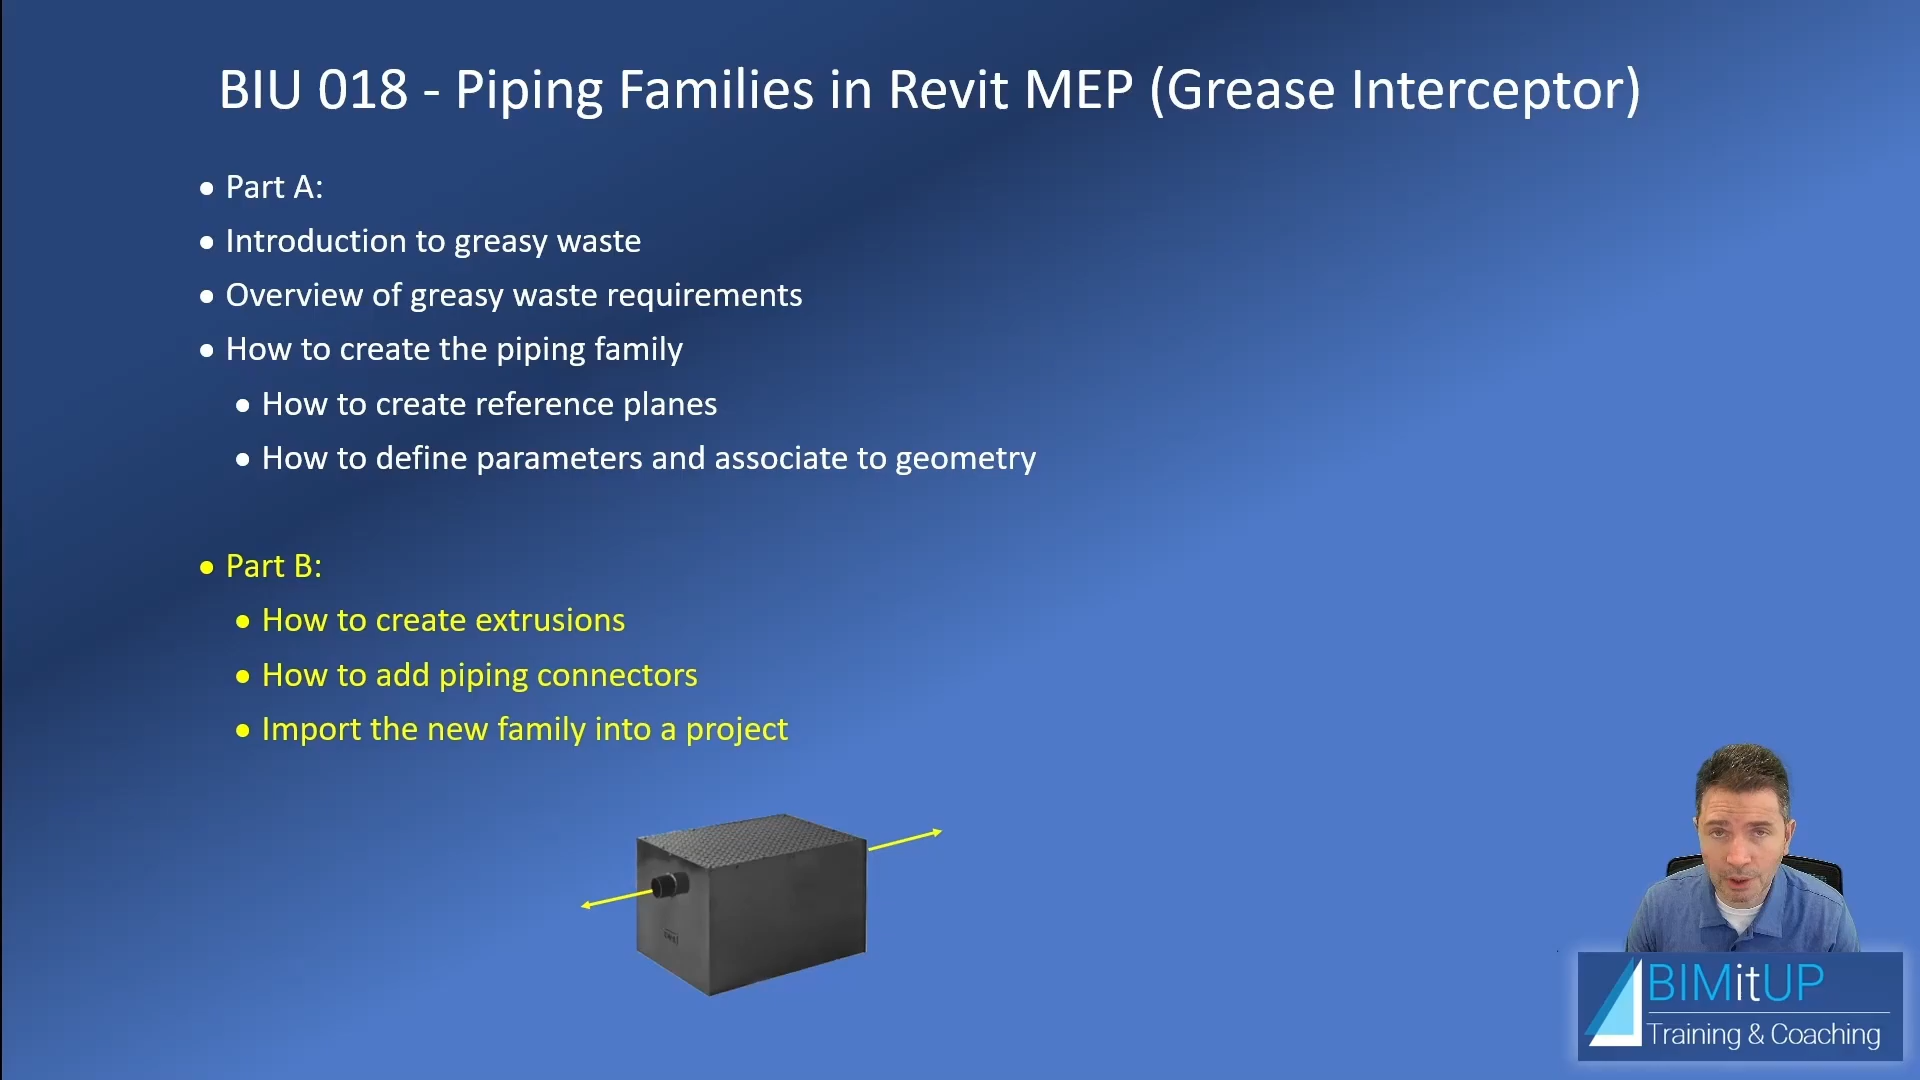 BIU 018 - Piping Families in Revit MEP (Grease Interceptor)
• Part A:
• Introduction to greasy waste
• Overview of greasy waste requirements
• How to create the piping family
• How to create reference planes
• How to define parameters and associate to geometry
• Part B:
• How to create extrusions
• How to add piping connectors
• Import the new family into a project
BIMitUP
Training & Coaching